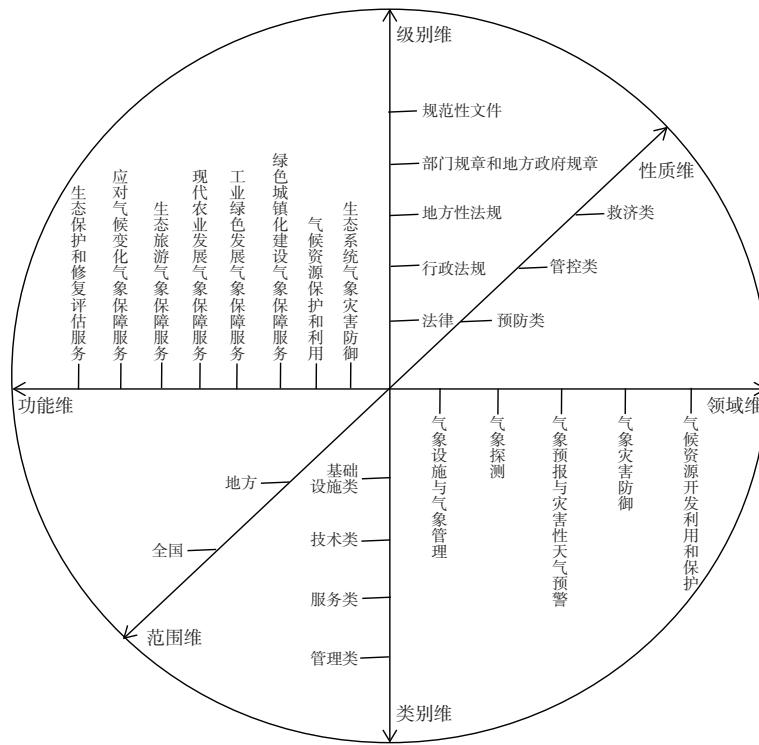 级别维
规范性文件
部门规章和地方政府规章
地方性法规
行政法规
法律
性质维
救济类
管控类
预防类
生态保护和修复评估服务
应对气候变化气象保障服务
生态旅游气象保障服务
现代农业发展气象保障服务
工业绿色发展气象保障服务
绿色城镇化建设气象保障服务
气候资源保护和利用
生态系统气象灾害防御
功能维
领域维
气象设施与气象管理
气象探测
气象预报与灾害性天气预警
气象灾害防御
气候资源开发利用和保护
地方
全国
范围维
基础
设施类
技术类
服务类
管理类
类别维